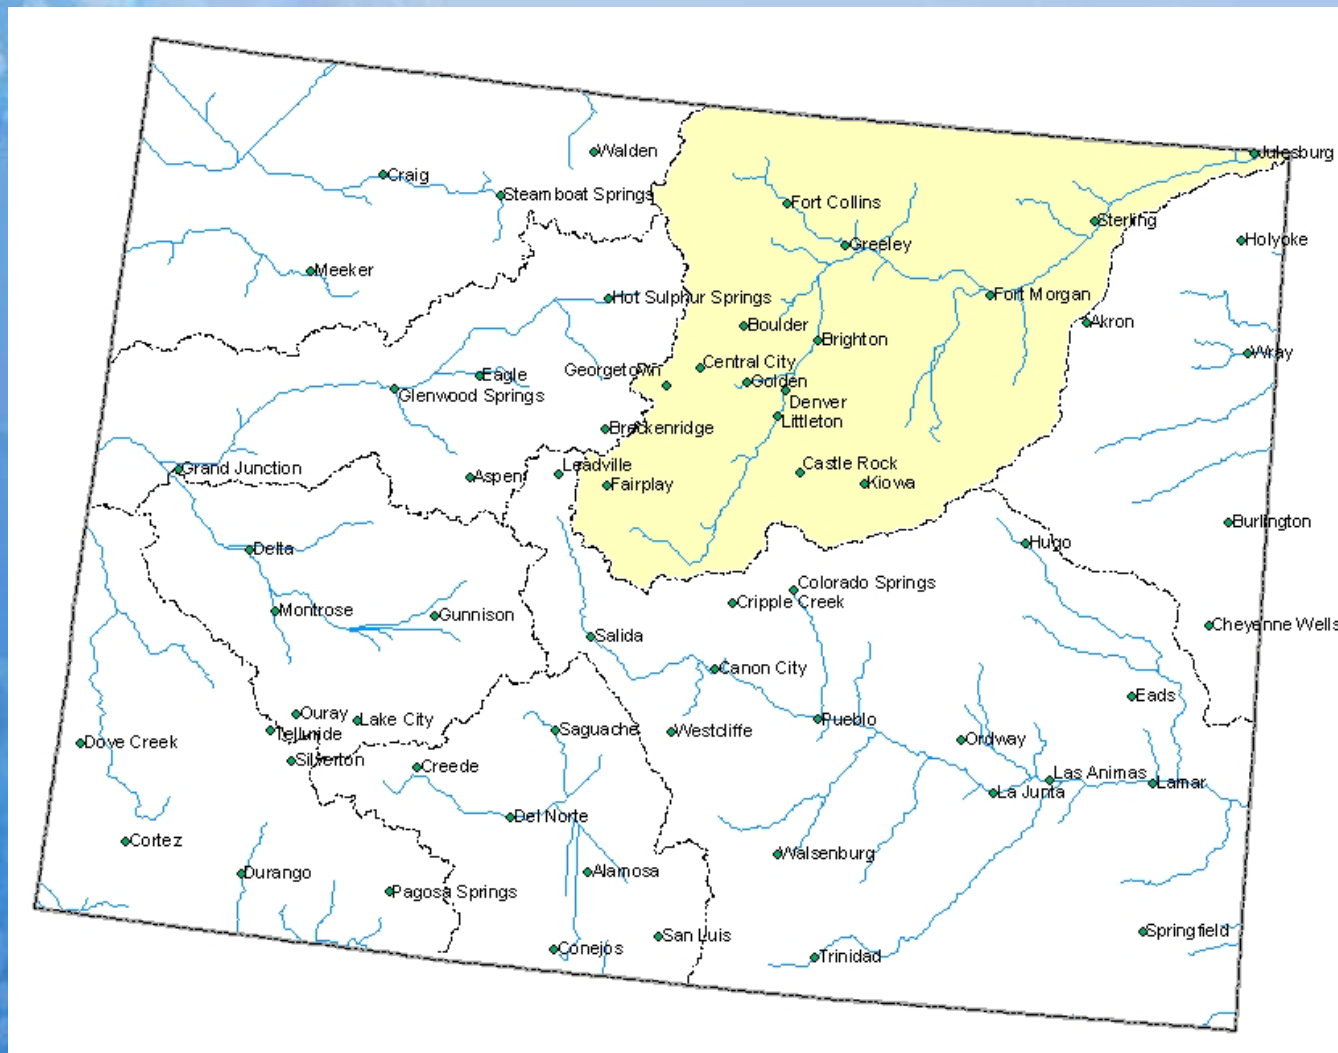 Walden
Julesburg
Craig
Steamboat Springs
Fort Collins
Sterling
Greeley
Holyoke
Meeker
Hot Sulphur Springs
Fort Morgan
Boulder
Akron
Brighton
Wray
Central City
Georgetown
Eagle
Golden
Glenwood Springs
Denver
Littleton
Breckenridge
Grand Junction
Leadville
Castle Rock
Aspen
Fairplay
Kiowa
Burlington
Delta
Hugo
Colorado Springs
Cripple Creek
Montrose
Gunnison
Cheyenne Wells
Salida
Canon City
Eads
Ouray
Lake City
Pueblo
Telluride
Saguache
Westcliffe
Ordway
Dove Creek
Silverton
Creede
Las Animas
Lamar
La Junta
Del Norte
Cortez
Walsenburg
Durango
Alamosa
Pagosa Springs
San Luis
Springfield
Conejos
Trinidad